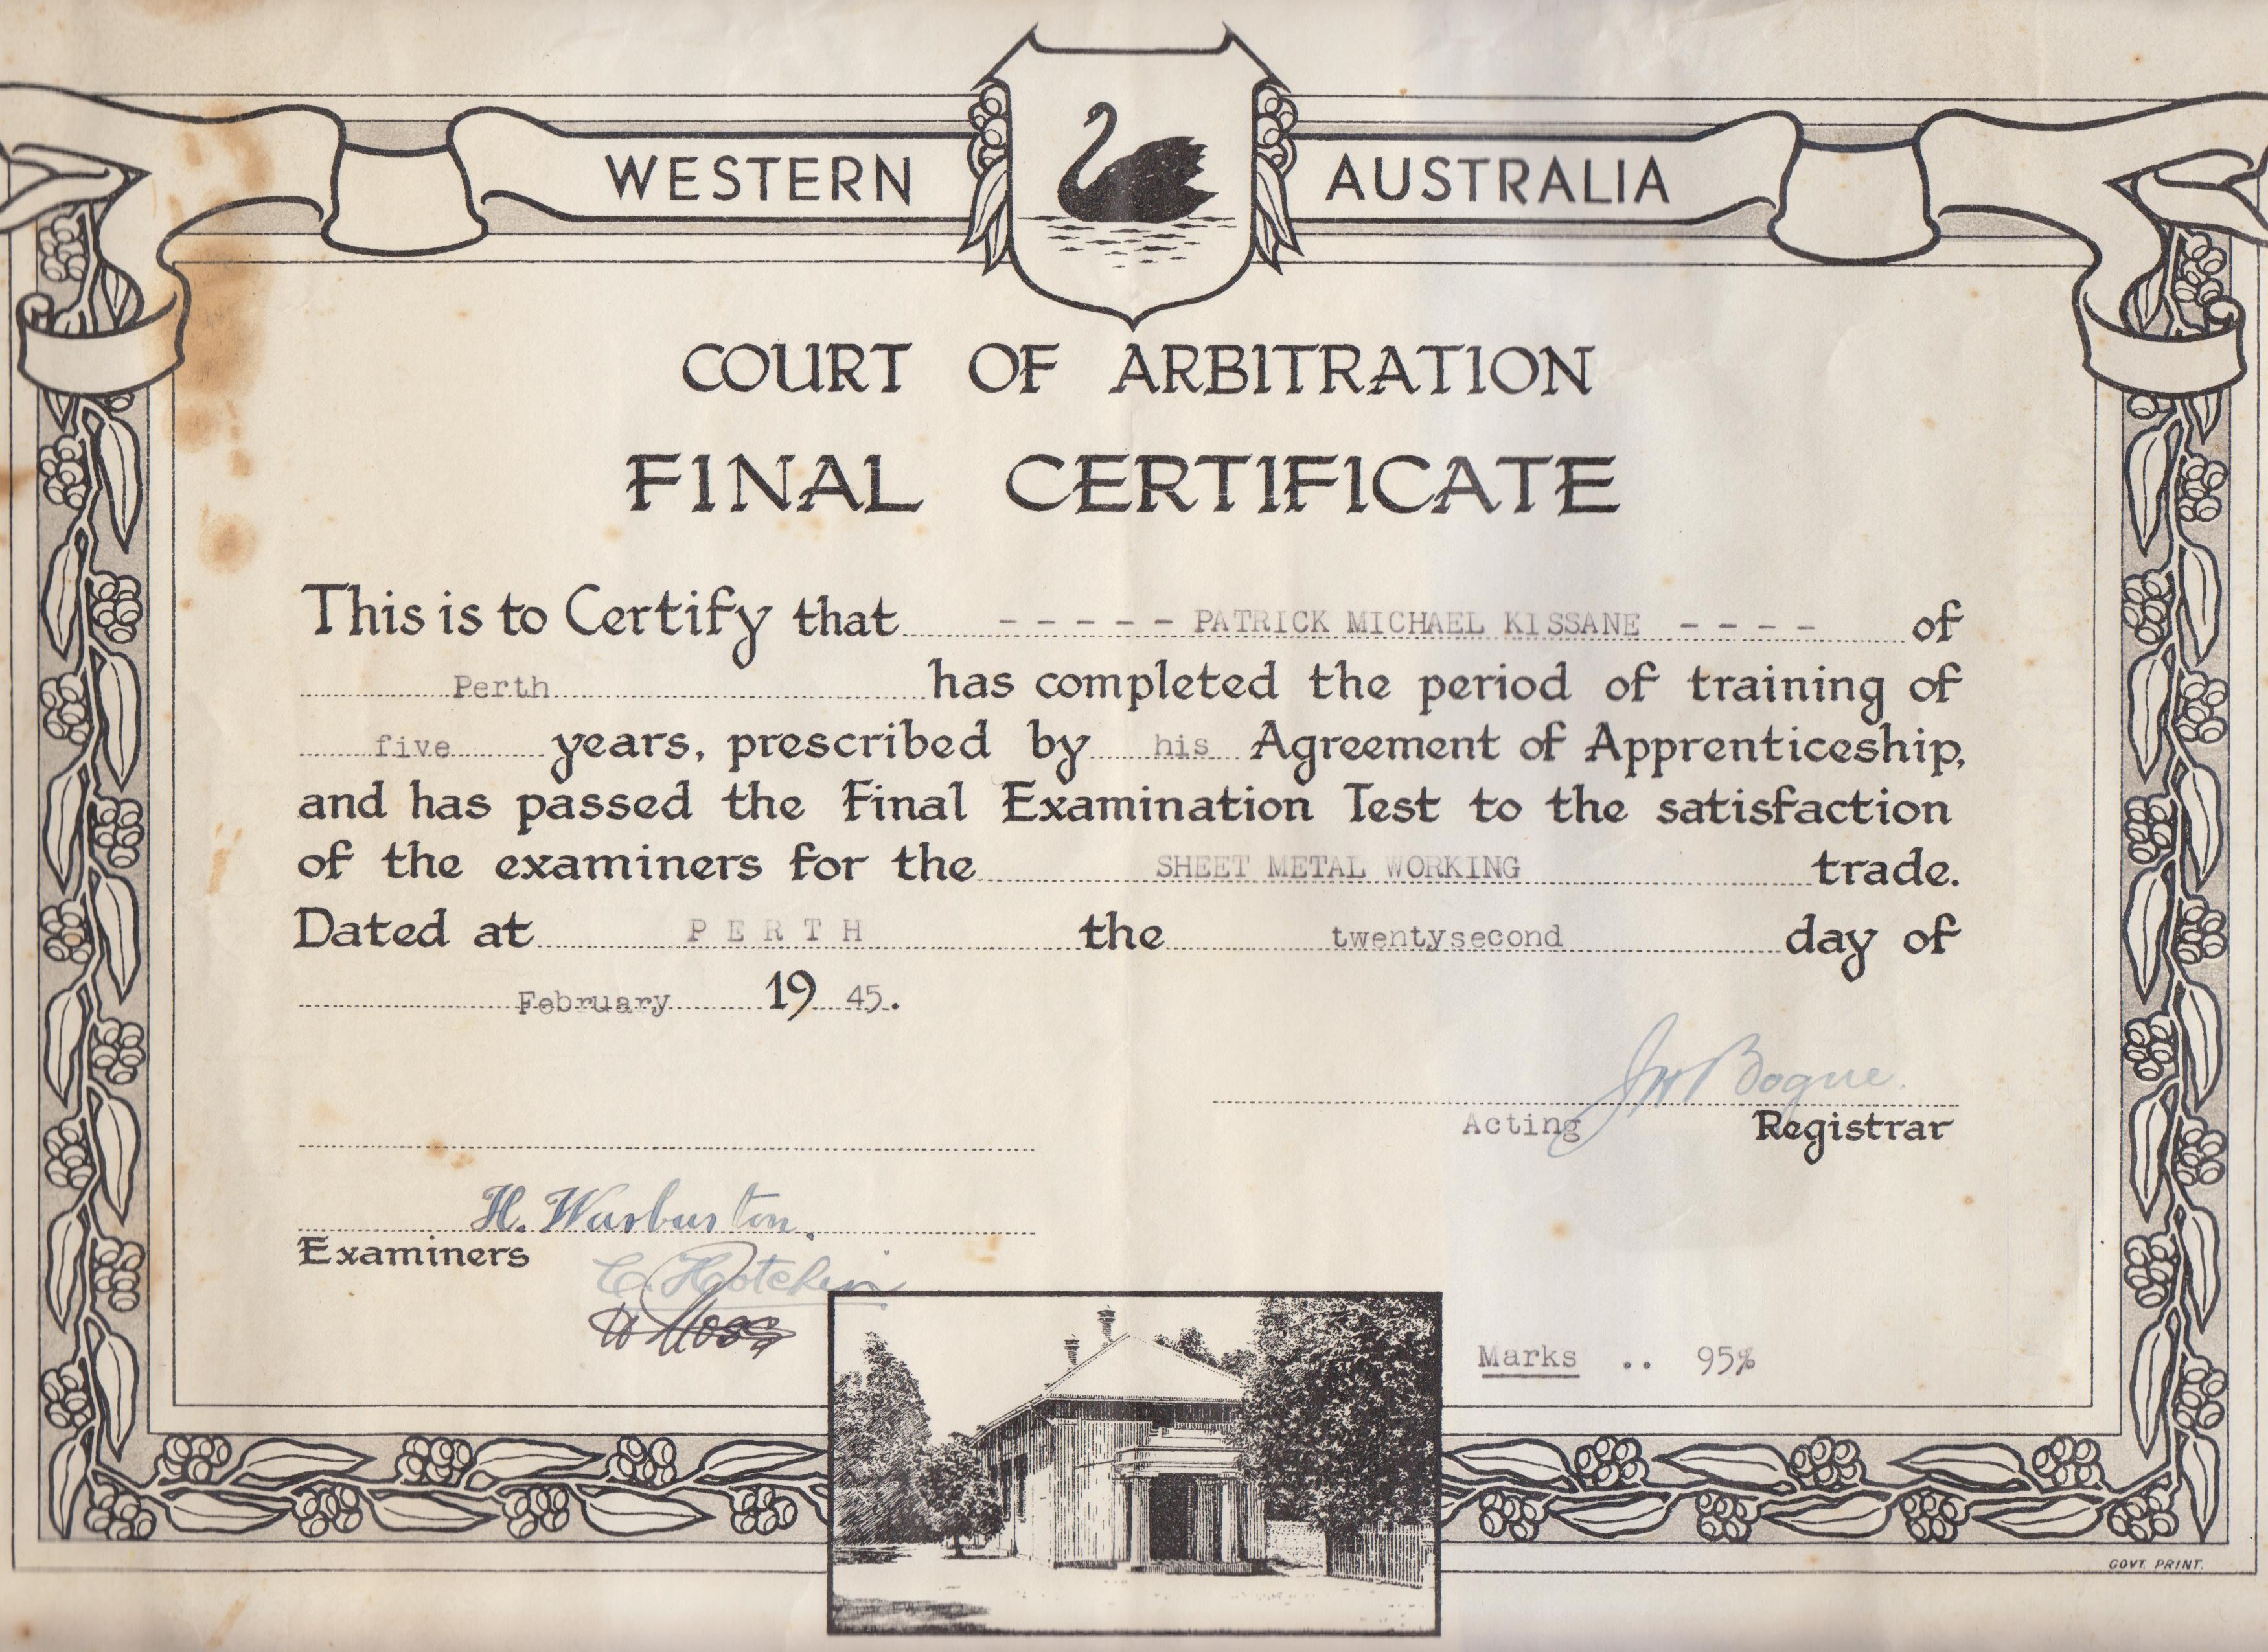 WESTERN AUSTRALIA
COURT OF ARBITRATION
FINAL CERTIFICATE
This is to Certify that - - - - - PATRICK MICHAEL KISSANE - - - - of
Perth has completed the period of training of
five years, prescribed by his Agreement of Apprenticeship,
and has passed the Final Examination Test to the satisfaction
of the examiners for the SHEET METAL WORKING trade.
Dated at PERTH the twentysecond day of
February 19 45.
Bogue.
Acting Registrar
H. Warburton.
Examiners
C. Hotchin
Moss
Marks .. 95%
GOVT. PRINT.